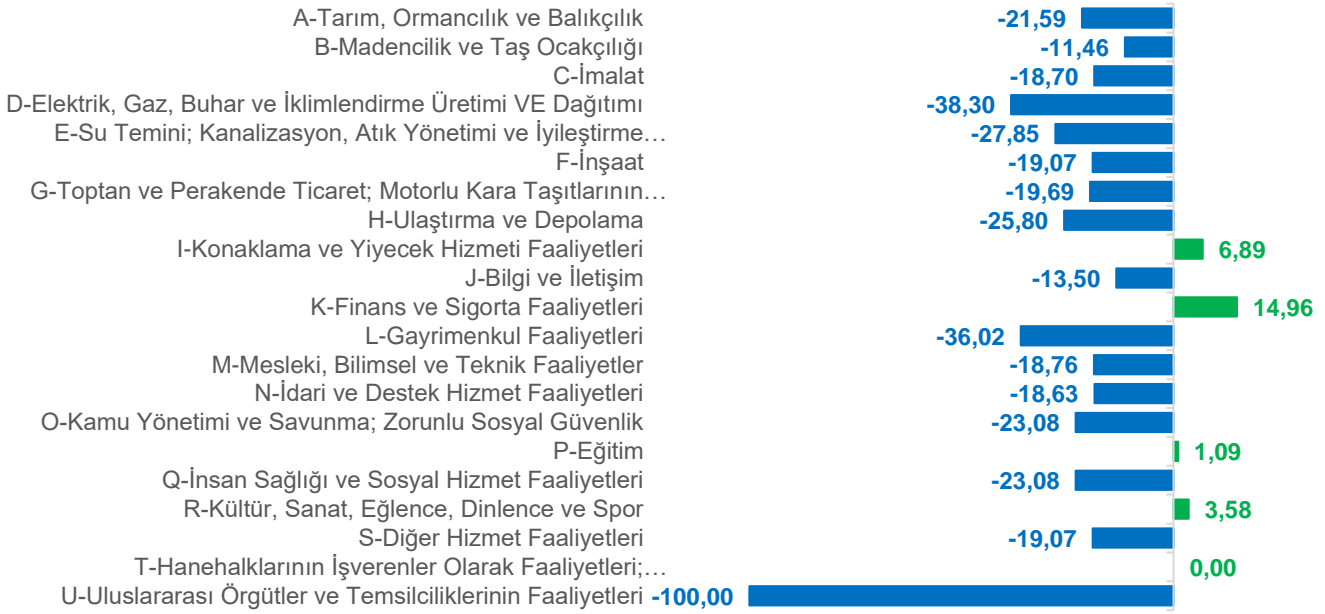 A-Tarım, Ormancılık ve Balıkçılık -21,59
B-Madencilik ve Taş Ocakçılığı -11,46
C-İmalat -18,70
D-Elektrik, Gaz, Buhar ve İklimlendirme Üretimi VE Dağıtımı -38,30
E-Su Temini; Kanalizasyon, Atık Yönetimi ve İyileştirme… -27,85
F-İnşaat -19,07
G-Toptan ve Perakende Ticaret; Motorlu Kara Taşıtlarının… -19,69
H-Ulaştırma ve Depolama -25,80
I-Konaklama ve Yiyecek Hizmeti Faaliyetleri 6,89
J-Bilgi ve İletişim -13,50
K-Finans ve Sigorta Faaliyetleri 14,96
L-Gayrimenkul Faaliyetleri -36,02
M-Mesleki, Bilimsel ve Teknik Faaliyetler -18,76
N-İdari ve Destek Hizmet Faaliyetleri -18,63
O-Kamu Yönetimi ve Savunma; Zorunlu Sosyal Güvenlik -23,08
P-Eğitim 1,09
Q-İnsan Sağlığı ve Sosyal Hizmet Faaliyetleri -23,08
R-Kültür, Sanat, Eğlence, Dinlence ve Spor 3,58
S-Diğer Hizmet Faaliyetleri -19,07
T-Hanehalklarının İşverenler Olarak Faaliyetleri;… 0,00
U-Uluslararası Örgütler ve Temsilciliklerinin Faaliyetleri -100,00